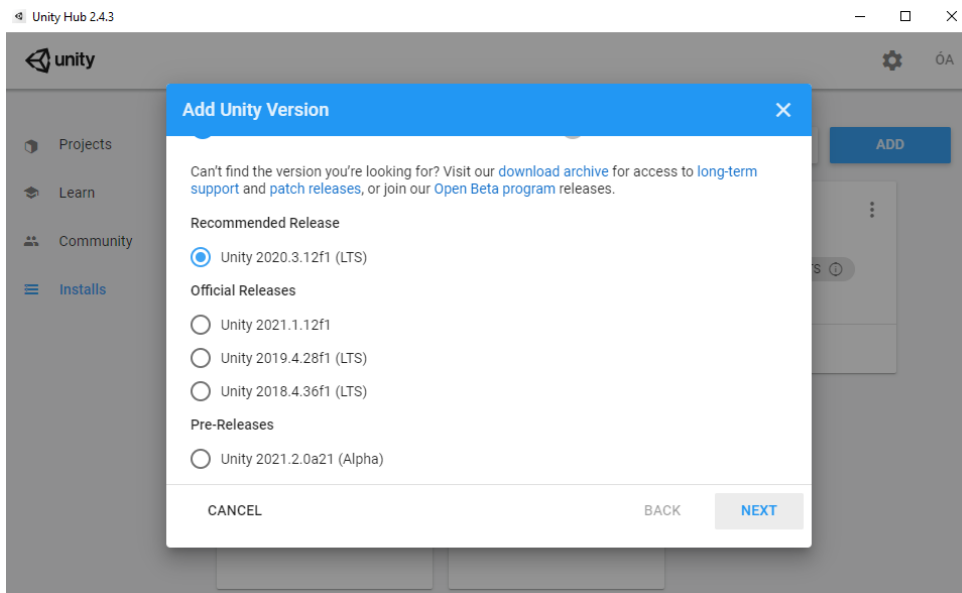 Unity Hub 2.4.3
unity
ÓA
Add Unity Version
Projects
ADD
Can't find the version you're looking for? Visit our download archive for access to long-term
support and patch releases, or join our Open Beta program releases.
Learn
Recommended Release
Community
Unity 2020.3.12f1 (LTS)
TS
Installs
Official Releases
Unity 2021.1.12f1
Unity 2019.4.28f1 (LTS)
Unity 2018.4.36f1 (LTS)
Pre-Releases
Unity 2021.2.0a21 (Alpha)
CANCEL
BACK
NEXT